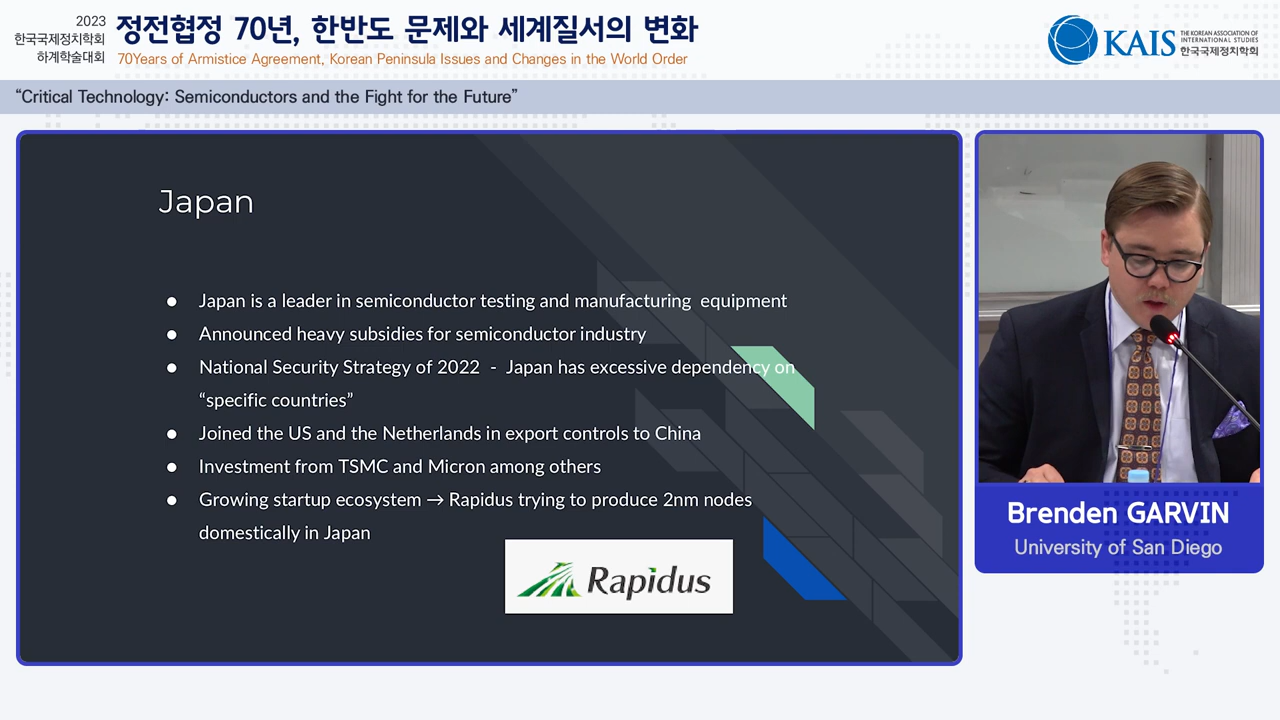 2023
한국국제정치학회
하계학술대회
정전협정 70년, 한반도 문제와 세계질서의 변화
70Years of Armistice Agreement, Korean Peninsula Issues and Changes in the World Order
KAIS
THE KOREAN ASSOCIATION OF
INTERNATIONAL STUDIES
한국국제정치학회
“Critical Technology: Semiconductors and the Fight for the Future”
Japan
● Japan is a leader in semiconductor testing and manufacturing equipment
● Announced heavy subsidies for semiconductor industry
● National Security Strategy of 2022 - Japan has excessive dependency on
“specific countries”
● Joined the US and the Netherlands in export controls to China
● Investment from TSMC and Micron among others
● Growing startup ecosystem → Rapidus trying to produce 2nm nodes
domestically in Japan
Rapidus
Brenden GARVIN
University of San Diego